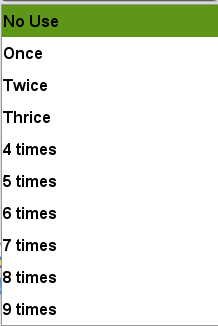 No Use
Once
Twice
Thrice
4 times
5 times
6 times
7 times
8 times
9 times